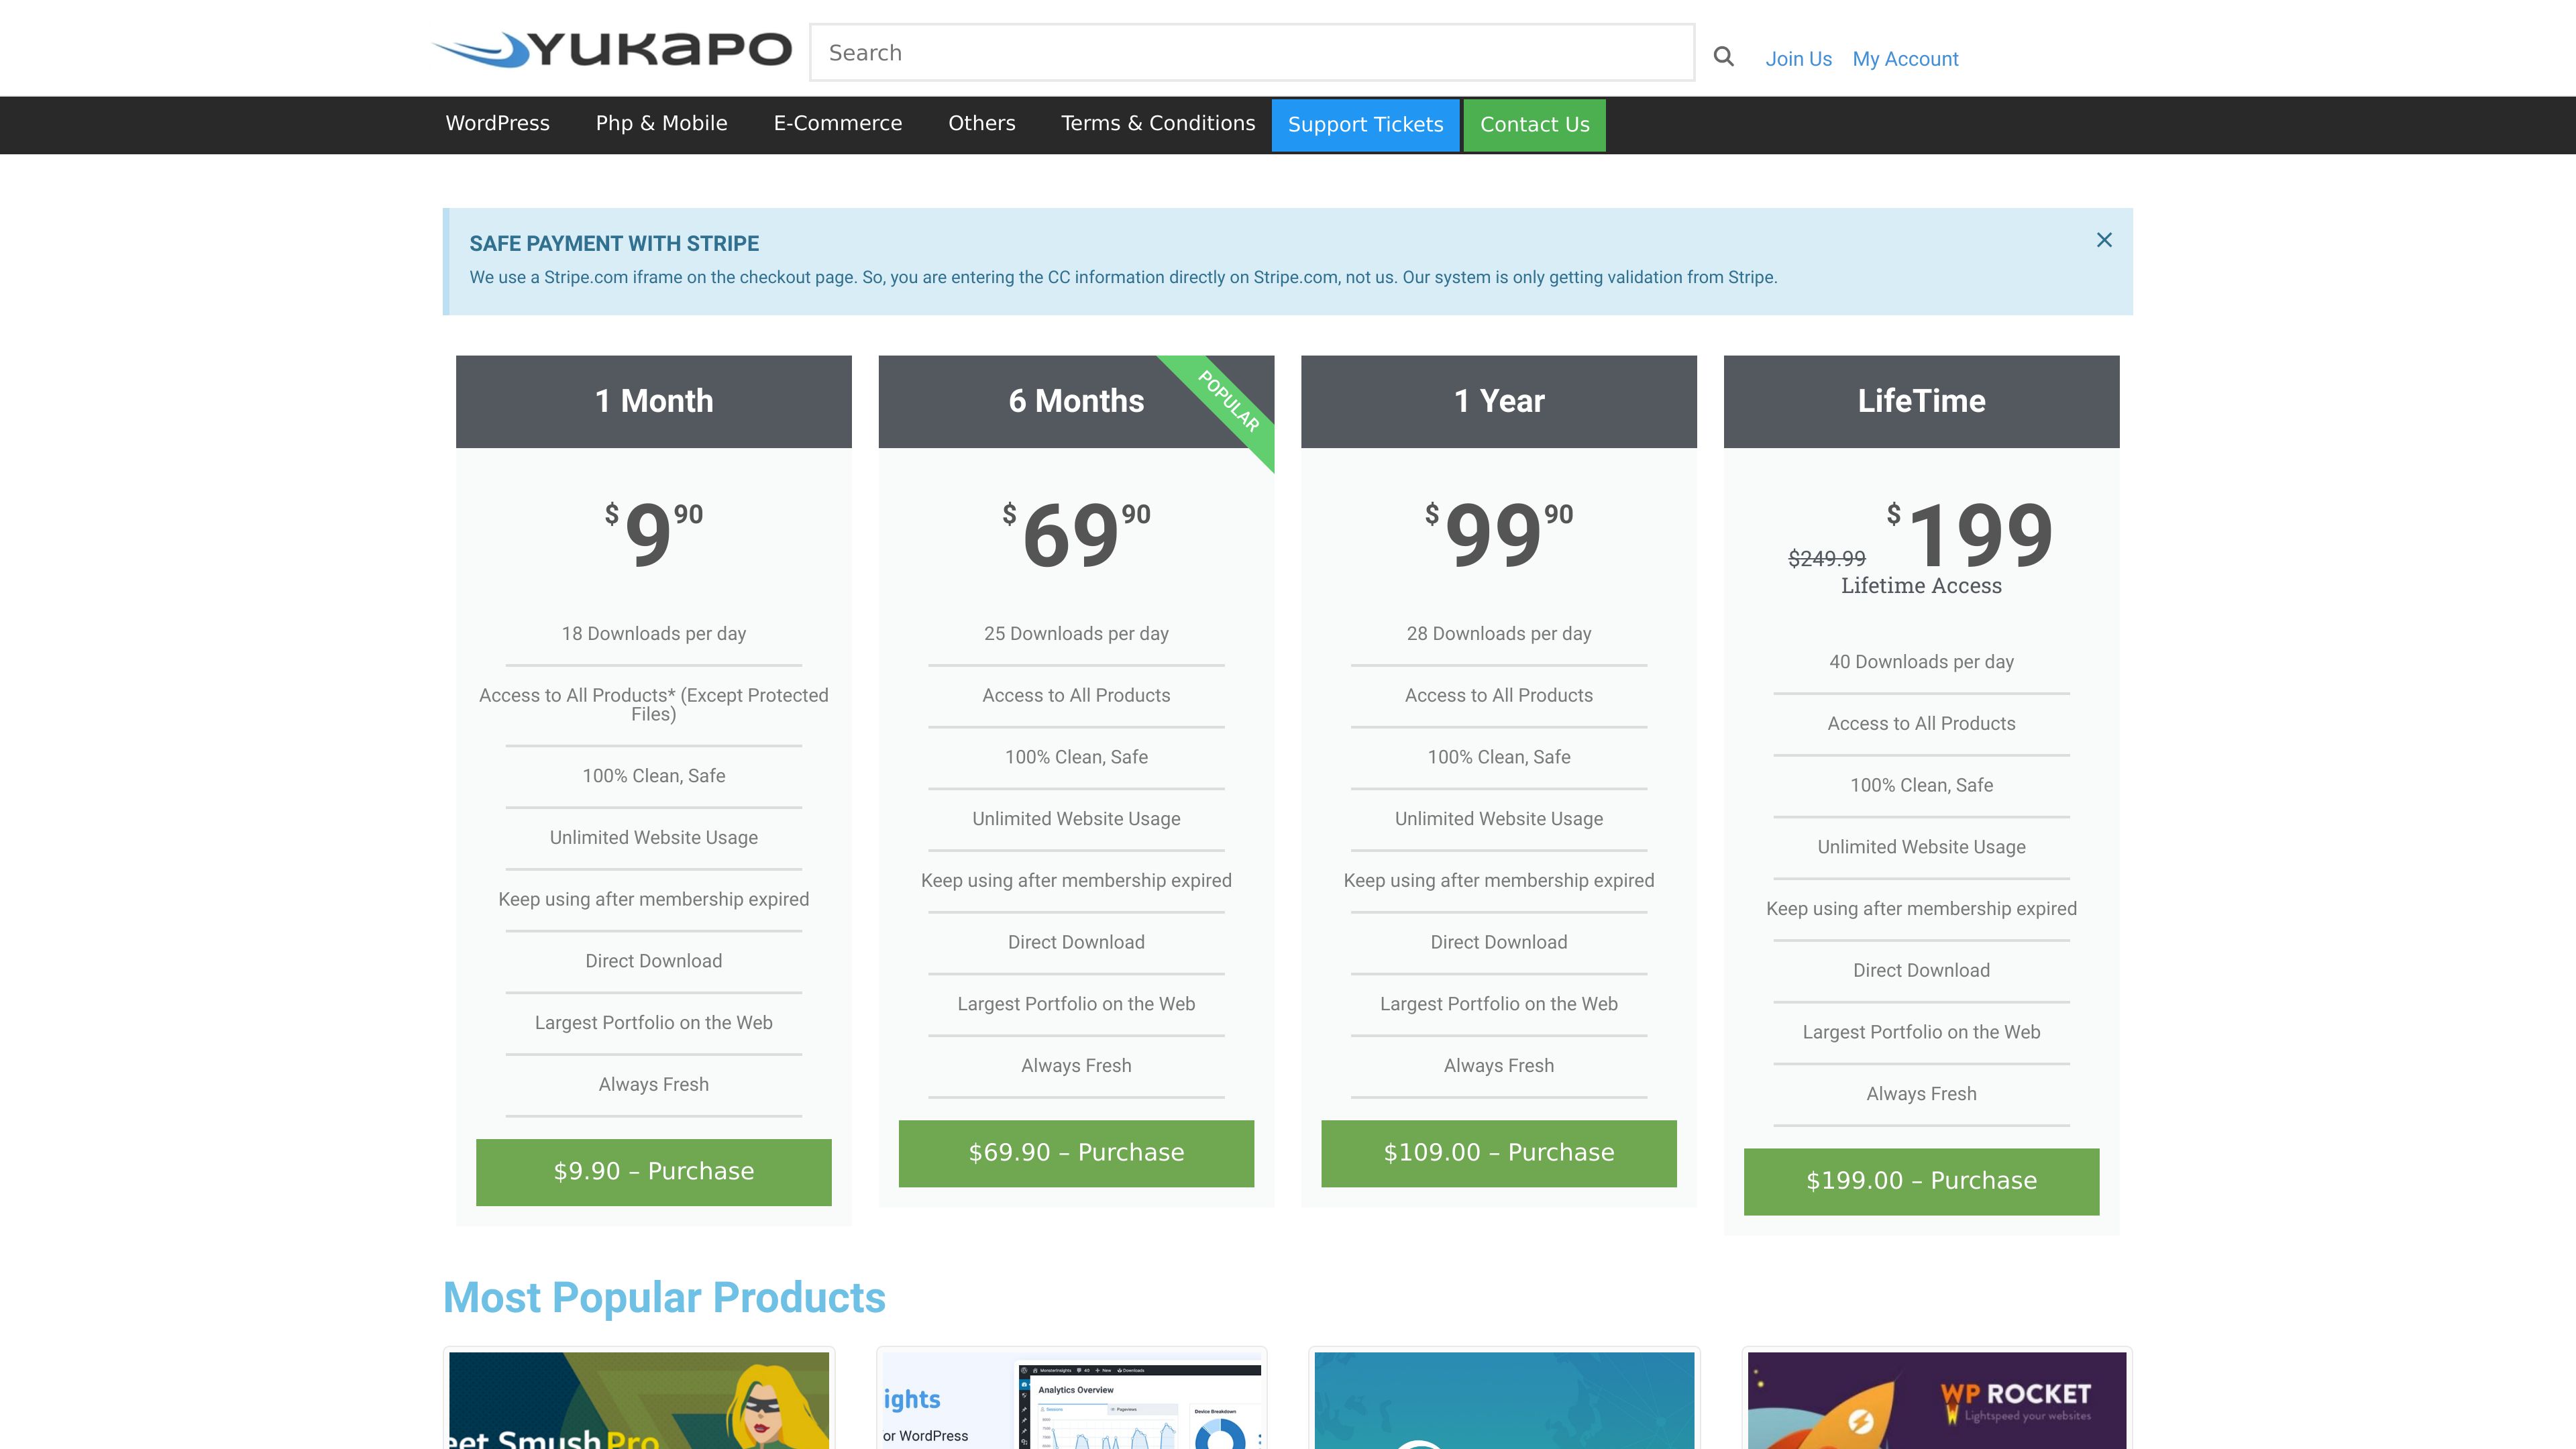 YUKAPO
Search
Join Us My Account
WordPress Php & Mobile E-Commerce Others Terms & Conditions Support Tickets Contact Us
SAFE PAYMENT WITH STRIPE
We use a Stripe.com iframe on the checkout page. So, you are entering the CC information directly on Stripe.com, not us. Our system is only getting validation from Stripe.
1 Month
$9 90
18 Downloads per day
Access to All Products* (Except Protected
Files)
100% Clean, Safe
Unlimited Website Usage
Keep using after membership expired
Direct Download
Largest Portfolio on the Web
Always Fresh
$9.90 – Purchase
6 Months
POPULAR
$69 90
25 Downloads per day
Access to All Products
100% Clean, Safe
Unlimited Website Usage
Keep using after membership expired
Direct Download
Largest Portfolio on the Web
Always Fresh
$69.90 – Purchase
1 Year
$99 90
28 Downloads per day
Access to All Products
100% Clean, Safe
Unlimited Website Usage
Keep using after membership expired
Direct Download
Largest Portfolio on the Web
Always Fresh
$109.00 – Purchase
LifeTime
$249.99 $199
Lifetime Access
40 Downloads per day
Access to All Products
100% Clean, Safe
Unlimited Website Usage
Keep using after membership expired
Direct Download
Largest Portfolio on the Web
Always Fresh
$199.00 – Purchase
Most Popular Products
eet Smush Pro
ights
or WordPress
MonsterInsights New Downloads
Analytics Overview
Sessions Pageviews
Device Breakdown
WP ROCKET
Lightspeed your websites